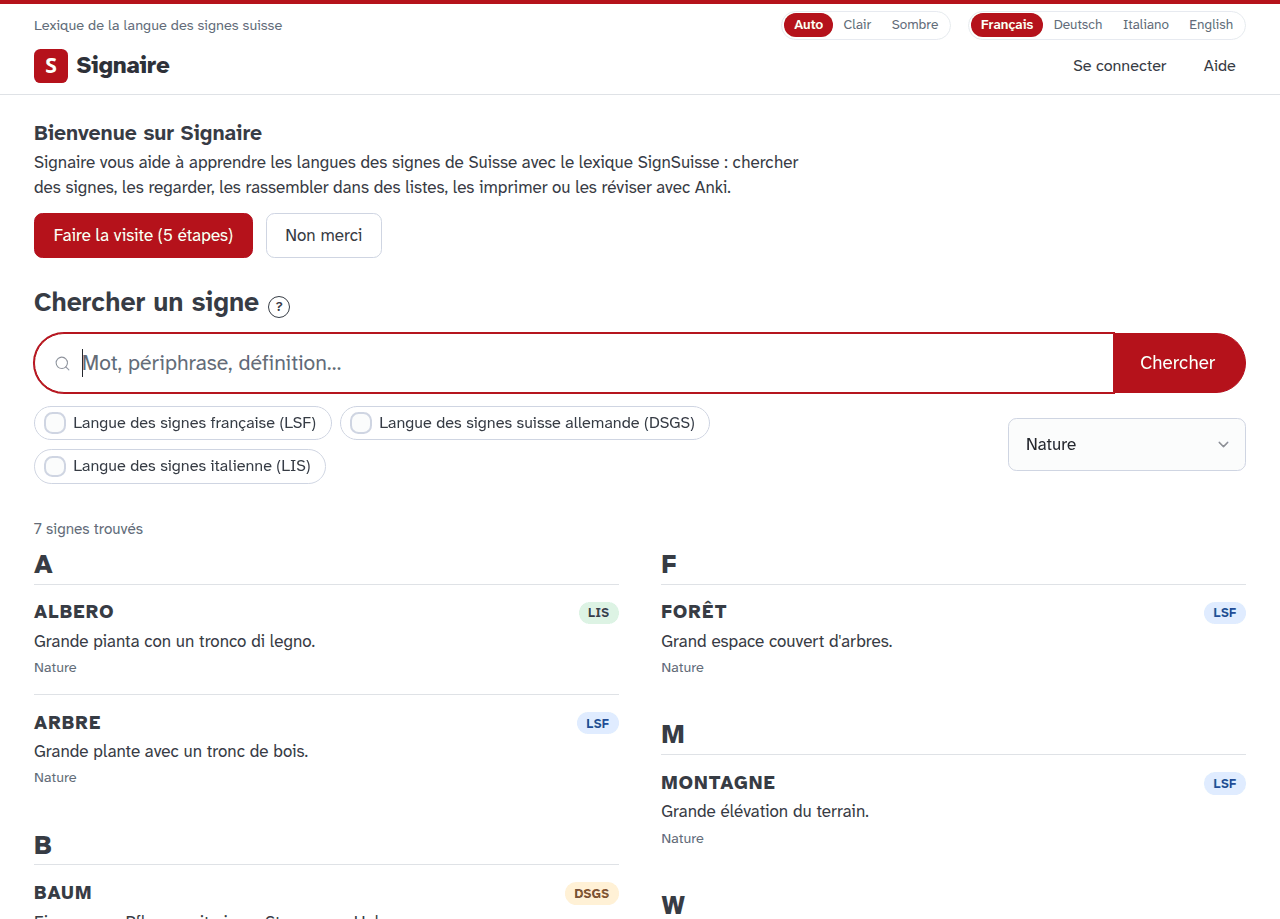 Lexique de la langue des signes suisse
Auto Clair Sombre
Français Deutsch Italiano English
S Signaire
Se connecter Aide
Bienvenue sur Signaire
Signaire vous aide à apprendre les langues des signes de Suisse avec le lexique SignSuisse : chercher
des signes, les regarder, les rassembler dans des listes, les imprimer ou les réviser avec Anki.
Faire la visite (5 étapes) Non merci
Chercher un signe ?
Mot, périphrase, définition…
Chercher
Langue des signes française (LSF) Langue des signes suisse allemande (DSGS)
Langue des signes italienne (LIS)
Nature
7 signes trouvés
A
ALBERO LIS
Grande pianta con un tronco di legno.
Nature
ARBRE LSF
Grande plante avec un tronc de bois.
Nature
B
BAUM DSGS
F
FORÊT LSF
Grand espace couvert d'arbres.
Nature
M
MONTAGNE LSF
Grande élévation du terrain.
Nature
W